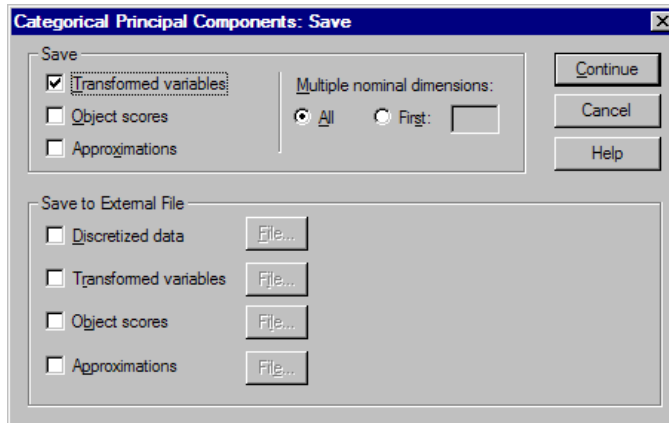 Categorical Principal Components: Save
Save
Transformed variables
Object scores
Approximations
Multiple nominal dimensions:
All
First:
Continue
Cancel
Help
Save to External File
Discretized data
File...
Transformed variables
File...
Object scores
File...
Approximations
File...